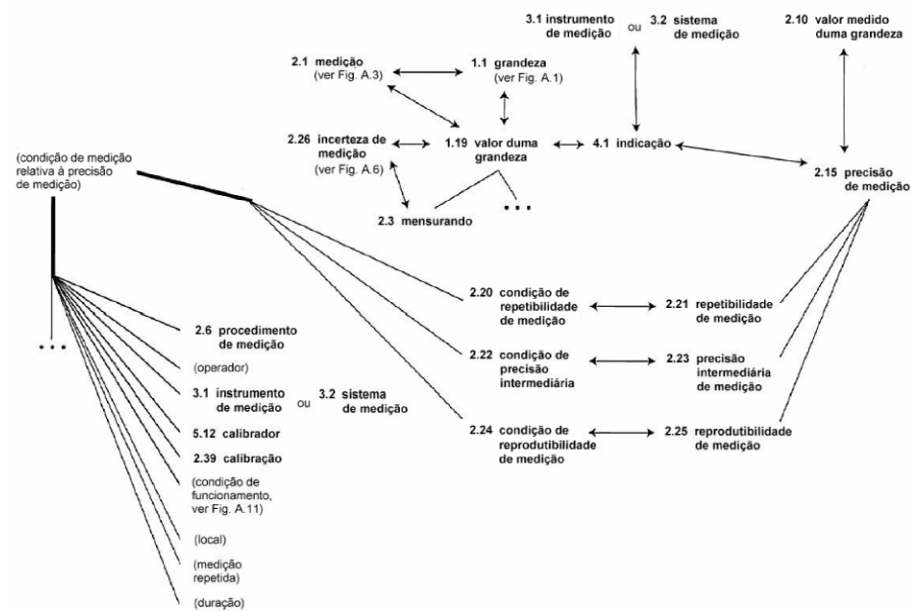 3.1 instrumento
de medição
ou
3.2 sistema
de medição
2.10 valor medido
duma grandeza
2.1 medição
(ver Fig. A.3)
1.1 grandeza
(ver Fig. A.1)
2.26 incerteza de
medição
(ver Fig. A.6)
1.19 valor duma
grandeza
4.1 indicação
(condição de medição
relativa à precisão
de medição)
2.15 precisão
de medição
2.3 mensurando
...
2.20 condição de
repetibilidade
de medição
2.21 repetibilidade
de medição
2.22 condição de
precisão
intermediária
2.23 precisão
intermediária
de medição
2.24 condição de
reprodutibilidade
de medição
2.25 reprodutibilidade
de medição
...
2.6 procedimento
de medição
(operador)
3.1 instrumento
de medição
ou
3.2 sistema
de medição
5.12 calibrador
2.39 calibração
(condição de
funcionamento,
ver Fig. A.11)
(local)
(medição
repetida)
(duração)